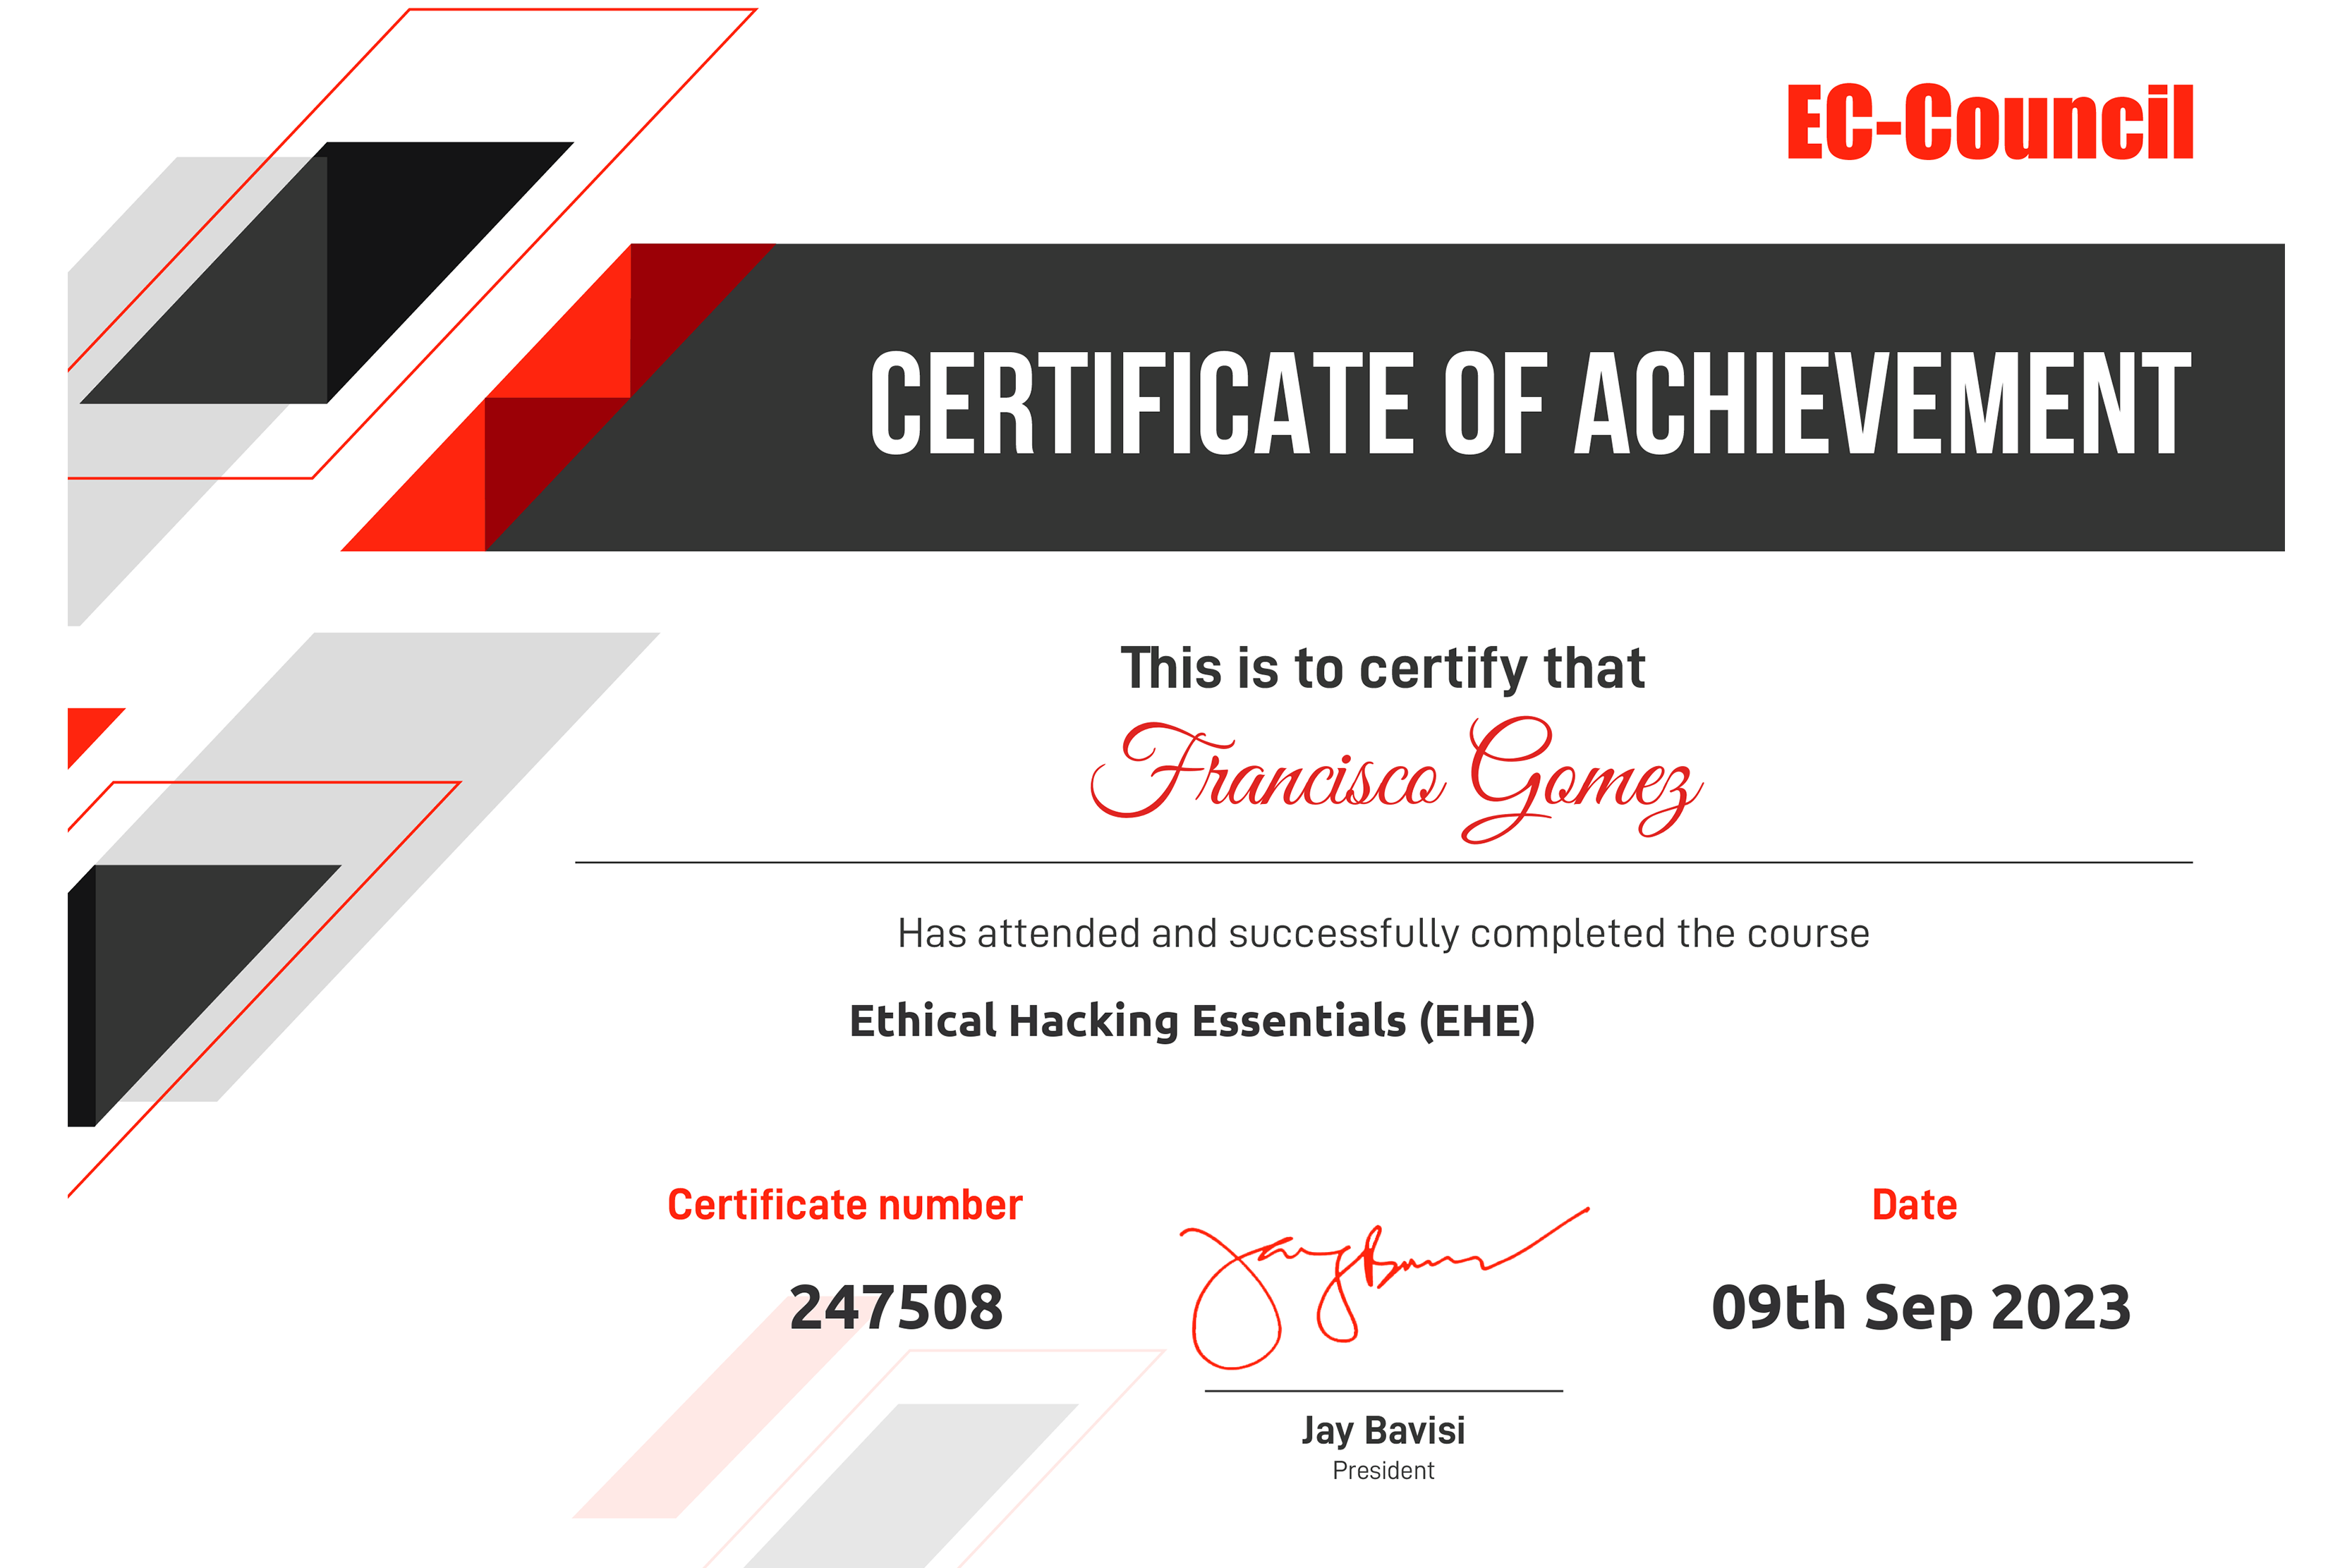 EC-Council
CERTIFICATE OF ACHIEVEMENT
This is to certify that
Francisco Gomez
Has attended and successfully completed the course
Ethical Hacking Essentials (EHE)
Certificate number
247508
Date
09th Sep 2023
Jay Bavisi
President